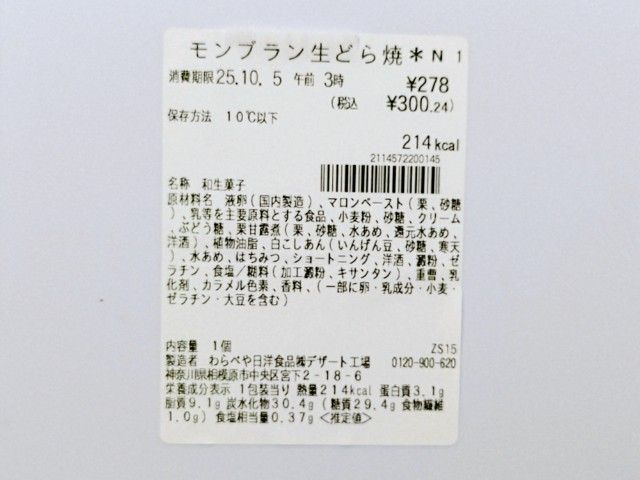 モンブラン生どら焼＊N 1
消費期限25.10. 5 午前 3時
¥278
(税込 ¥300.24)
保存方法 10℃以下
214kcal
2114572200145
名称 和生菓子
原材料名 液卵(国内製造)、マロンペースト(栗、砂糖
)、乳等を主要原料とする食品、小麦粉、砂糖、クリーム
、ぶどう糖、栗甘露煮(栗、砂糖、水あめ、還元水あめ、
洋酒)、植物油脂、白こしあん(いんげん豆、砂糖、寒天
)、水あめ、はちみつ、ショートニング、洋酒、澱粉、ゼ
ラチン、食塩／糊料(加工澱粉、キサンタン)、重曹、乳
化剤、カラメル色素、香料、(一部に卵・乳成分・小麦・
ゼラチン・大豆を含む)
内容量 1個
ZS15
製造者 わらべや日洋食品㈱デザート工場 0120-900-620
神奈川県相模原市中央区宮下2-18-6
栄養成分表示 1包装当り 熱量214kcal 蛋白質3.1g
脂質9.1g 炭水化物30.4g (糖質29.4g 食物繊維
1.0g) 食塩相当量0.37g <推定値>